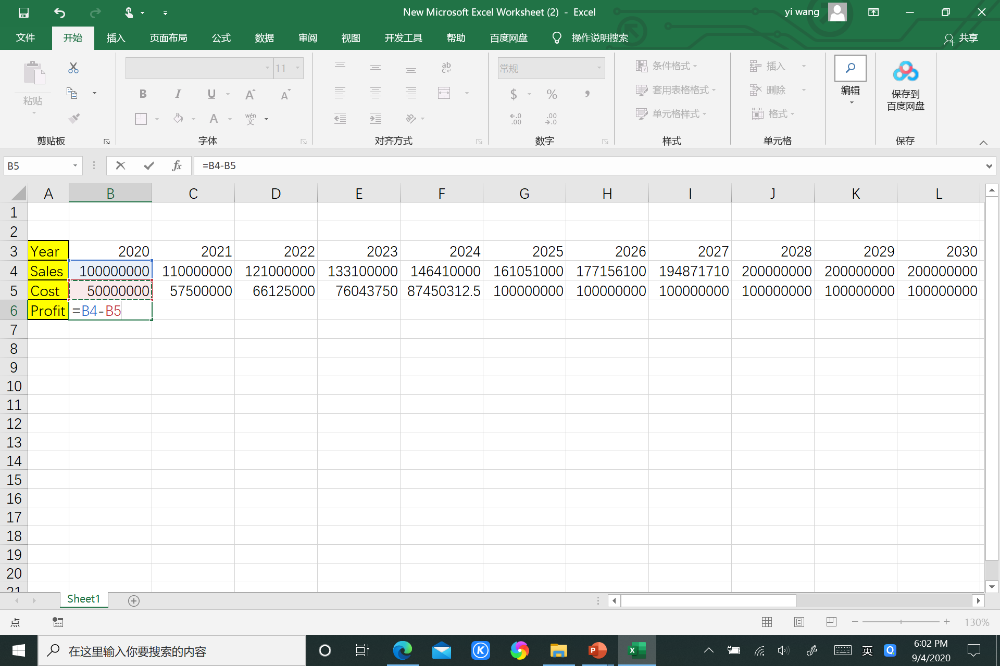 New Microsoft Excel Worksheet (2) - Excel
yi wang
文件 开始 插入 页面布局 公式 数据 审阅 视图 开发工具 帮助 百度网盘 操作说明搜索 共享
粘贴
剪贴板
11
B I U A A
A wén 文
字体
ab c
对齐方式
常规
$ % ,
←.0 .00 .00 →.0
数字
条件格式
套用表格格式
单元格样式
样式
插入
删除
格式
单元格
编辑
保存到
百度网盘
保存
B5 fx =B4-B5
A B C D E F G H I J K L
1
2
3 Year 2020 2021 2022 2023 2024 2025 2026 2027 2028 2029 2030
4 Sales 100000000 110000000 121000000 133100000 146410000 161051000 177156100 194871710 200000000 200000000 200000000
5 Cost 50000000 57500000 66125000 76043750 87450312.5 100000000 100000000 100000000 100000000 100000000 100000000
6 Profit =B4-B5
7
8
9
10
11
12
13
14
15
16
17
18
19
20
21
Sheet1
点
130%
在这里输入你要搜索的内容
K P X 英 Q
6:02 PM
9/4/2020